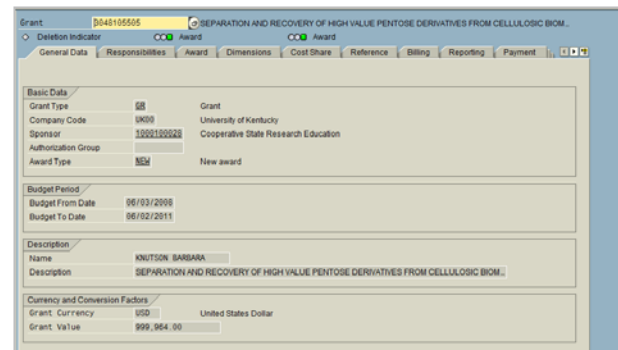 Grant 3048105505 SEPARATION AND RECOVERY OF HIGH VALUE PENTOSE DERIVATIVES FROM CELLULOSIC BIOM..
Deletion Indicator Award Award
General Data Responsibilities Award Dimensions Cost Share Reference Billing Reporting Payment
Basic Data
Grant Type GR Grant
Company Code UK00 University of Kentucky
Sponsor 1000100028 Cooperative State Research Education
Authorization Group
Award Type NEW New award
Budget Period
Budget From Date 06/03/2008
Budget To Date 06/02/2011
Description
Name KNUTSON BARBARA
Description SEPARATION AND RECOVERY OF HIGH VALUE PENTOSE DERIVATIVES FROM CELLULOSIC BIOM..
Currency and Conversion Factors
Grant Currency USD United States Dollar
Grant Value 999,964.00